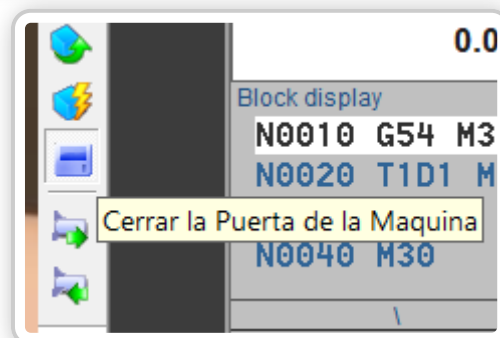 0.0
Block display
N0010 G54 M3
N0020 T1D1 M
Cerrar la Puerta de la Maquina
N0040 M30
\